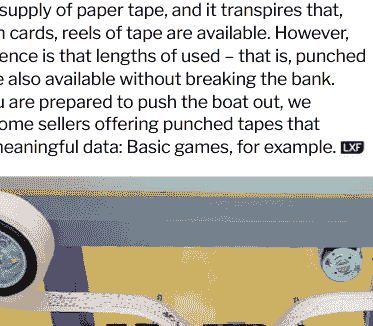 supply of paper tape, and it transpires that,
cards, reels of tape are available. However,
ence is that lengths of used – that is, punched
also available without breaking the bank.
are prepared to push the boat out, we
ome sellers offering punched tapes that
meaningful data: Basic games, for example. LXF